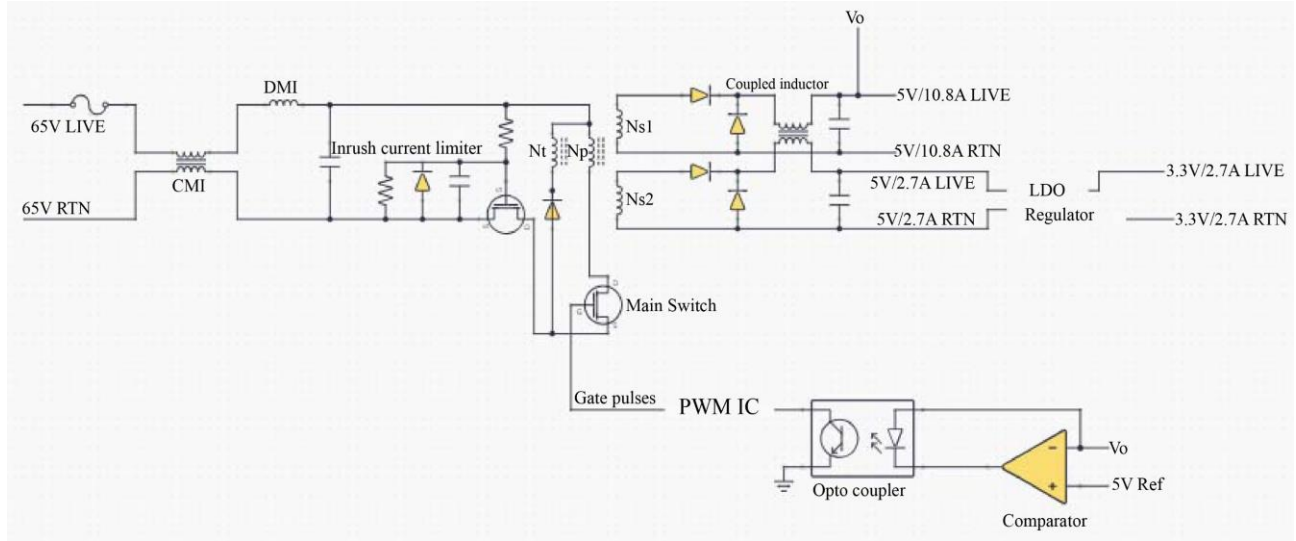 Vo
DMI
Coupled inductor
5V/10.8A LIVE
65V LIVE
Inrush current limiter
Nt
Np
Ns1
CMI
5V/10.8A RTN
5V/2.7A LIVE
LDO
Regulator
3.3V/2.7A LIVE
65V RTN
Ns2
5V/2.7A RTN
3.3V/2.7A RTN
G
S
D
D
G
S
Main Switch
Gate pulses
PWM IC
Opto coupler
Vo
5V Ref
Comparator